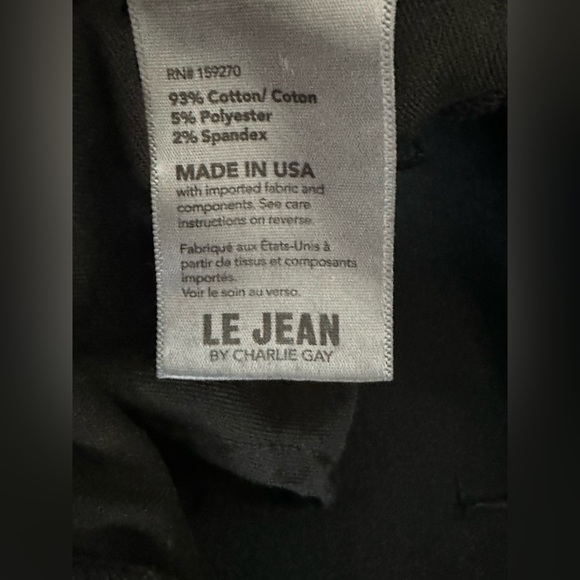 RN# 159270
93% Cotton/ Coton
5% Polyester
2% Spandex
MADE IN USA
with imported fabric and
components. See care
instructions on reverse.
Fabriqué aux États-Unis à
partir de tissus et composants
importés.
Voir le soin au verso.
LE JEAN
BY CHARLIE GAY